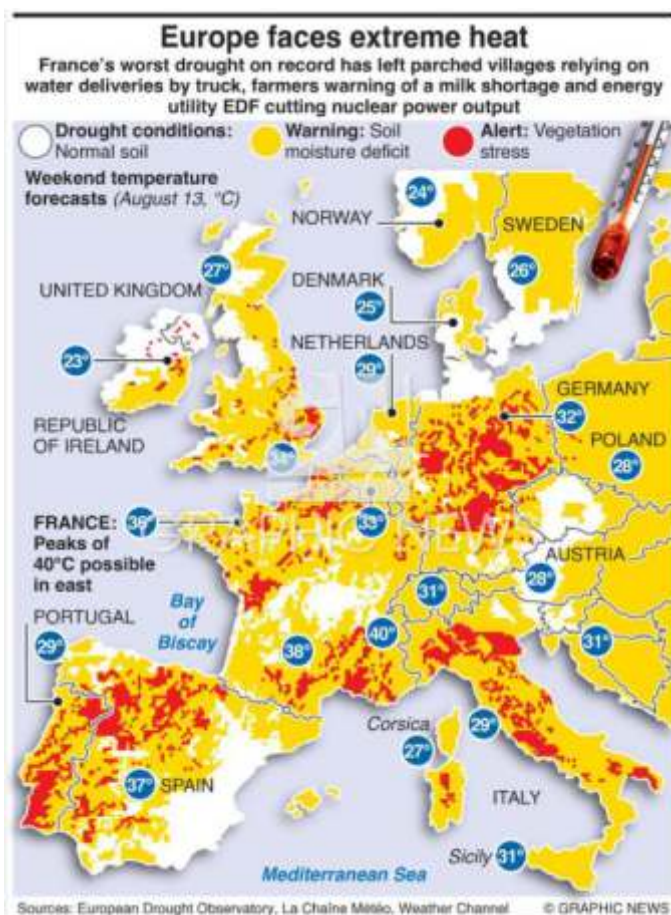 Europe faces extreme heat
France's worst drought on record has left parched villages relying on
water deliveries by truck, farmers warning of a milk shortage and energy
utility EDF cutting nuclear power output
Drought conditions:
Normal soil
Warning: Soil
moisture deficit
Alert: Vegetation
stress
Weekend temperature
forecasts (August 13, °C)
24°
NORWAY
SWEDEN
27°
26°
UNITED KINGDOM
DENMARK
25°
NETHERLANDS
23°
29°
GERMANY
32°
REPUBLIC
OF IRELAND
POLAND
28°
34°
GRAPHIC NEWS
FRANCE:
Peaks of
40°C possible
in east
36°
33°
AUSTRIA
28°
31°
Bay
of
Biscay
PORTUGAL
29°
38°
40°
31°
Corsica
27°
29°
37°
SPAIN
ITALY
Sicily
31°
Mediterranean Sea
Sources: European Drought Observatory, La Chaîne Météo, Weather Channel
© GRAPHIC NEWS